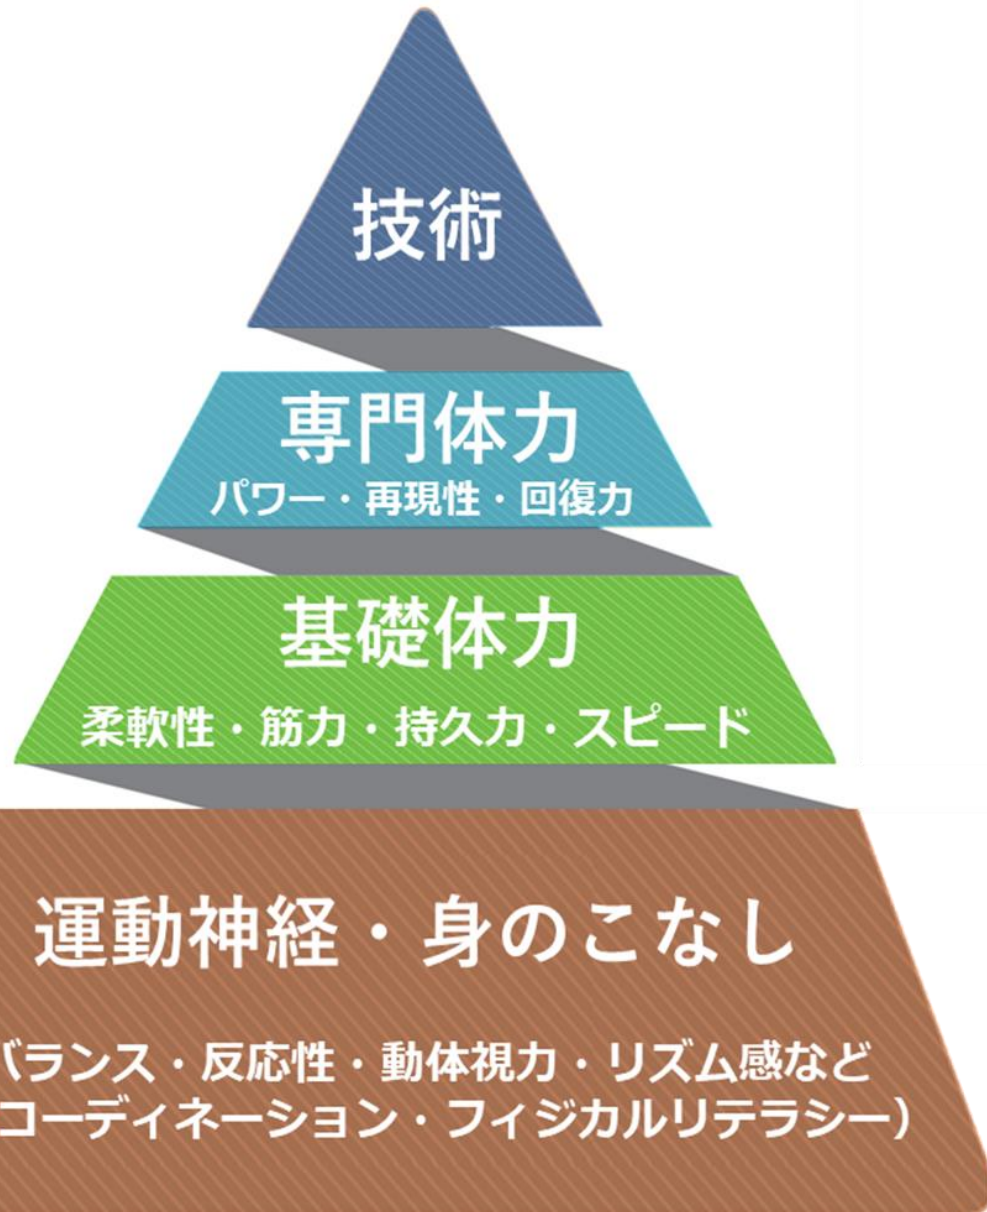 技術
専門体力
パワー・再現性・回復力
基礎体力
柔軟性・筋力・持久力・スピード
運動神経・身のこなし
バランス・反応性・動体視力・リズム感など
コーディネーション・フィジカルリテラシー）